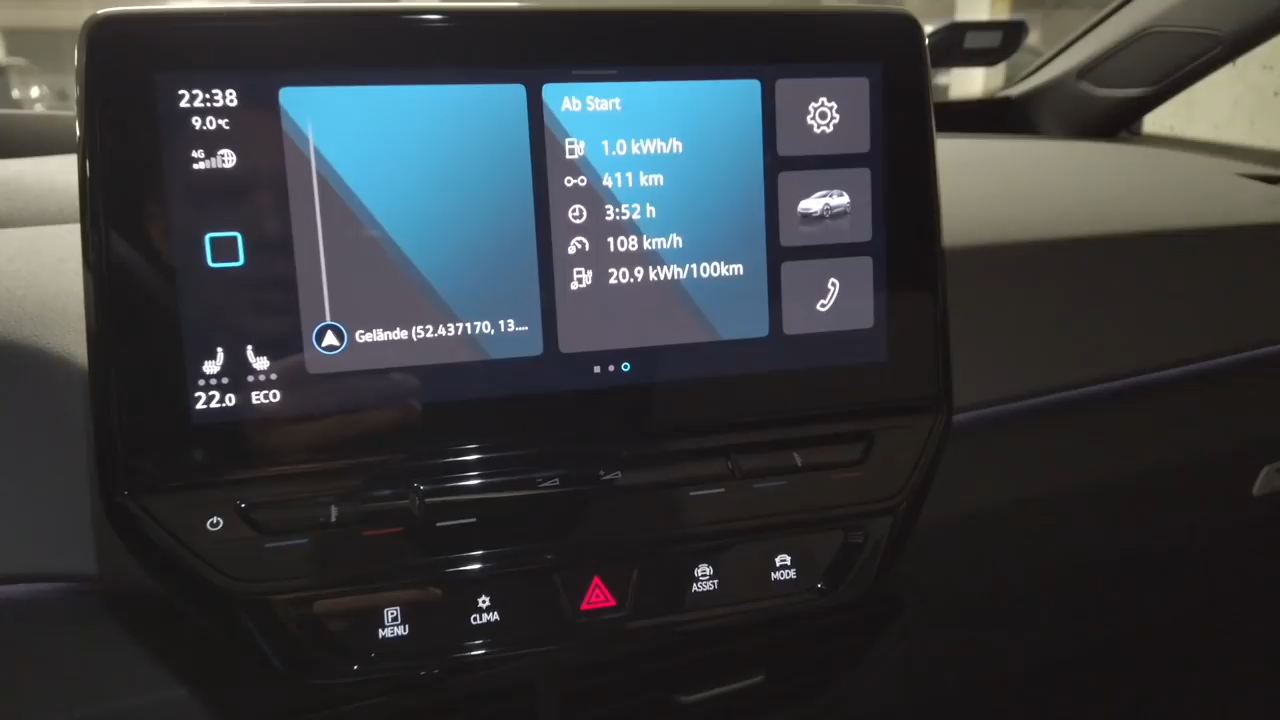 22:38
9.0°C
4G
Gelände (52.437170, 13....
Ab Start
1.0 kWh/h
411 km
3:52 h
108 km/h
20.9 kWh/100km
22.0
ECO
- +
P
MENU
CLIMA
ASSIST
MODE